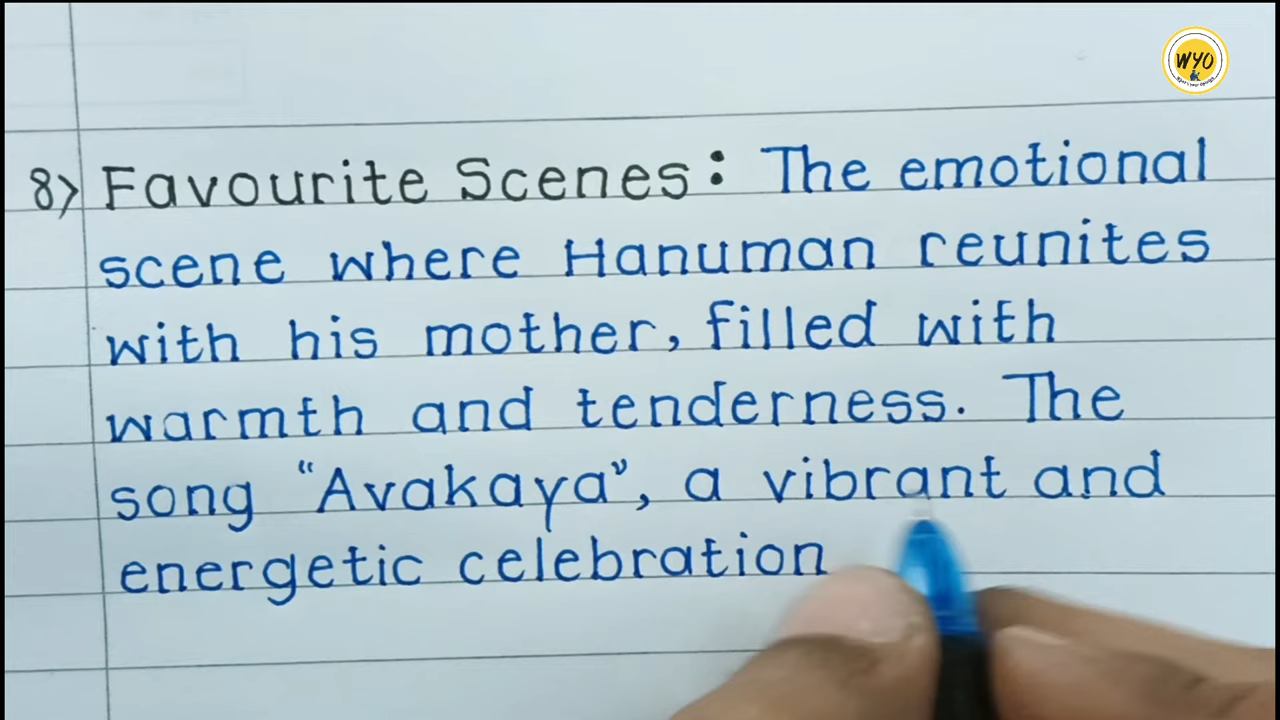 WYO
8) Favourite Scenes: The emotional
scene where Hanuman reunites
with his mother, filled with
warmth and tenderness. The
song "Avakaya", a vibrant and
energetic celebration